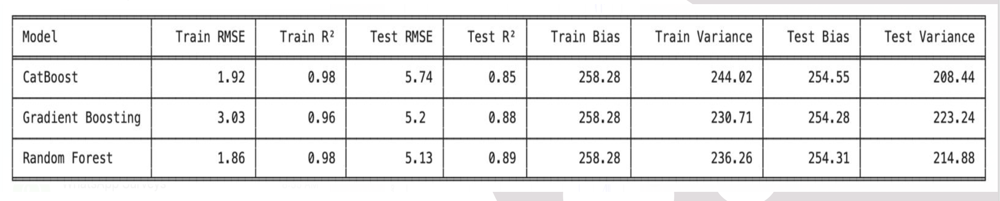 Model Train RMSE Train R² Test RMSE Test R² Train Bias Train Variance Test Bias Test Variance
CatBoost 1.92 0.98 5.74 0.85 258.28 244.02 254.55 208.44
Gradient Boosting 3.03 0.96 5.2 0.88 258.28 230.71 254.28 223.24
Random Forest 1.86 0.98 5.13 0.89 258.28 236.26 254.31 214.88
WhatsApp Surveys